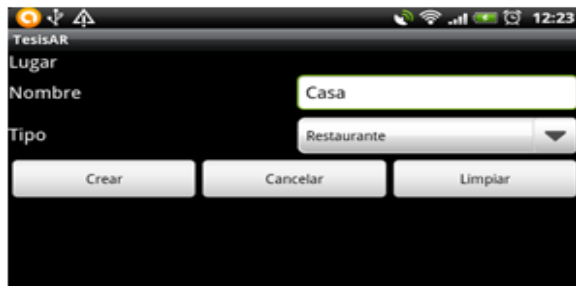 12:23
TesisAR
Lugar
Nombre Casa
Tipo Restaurante
Crear Cancelar Limpiar